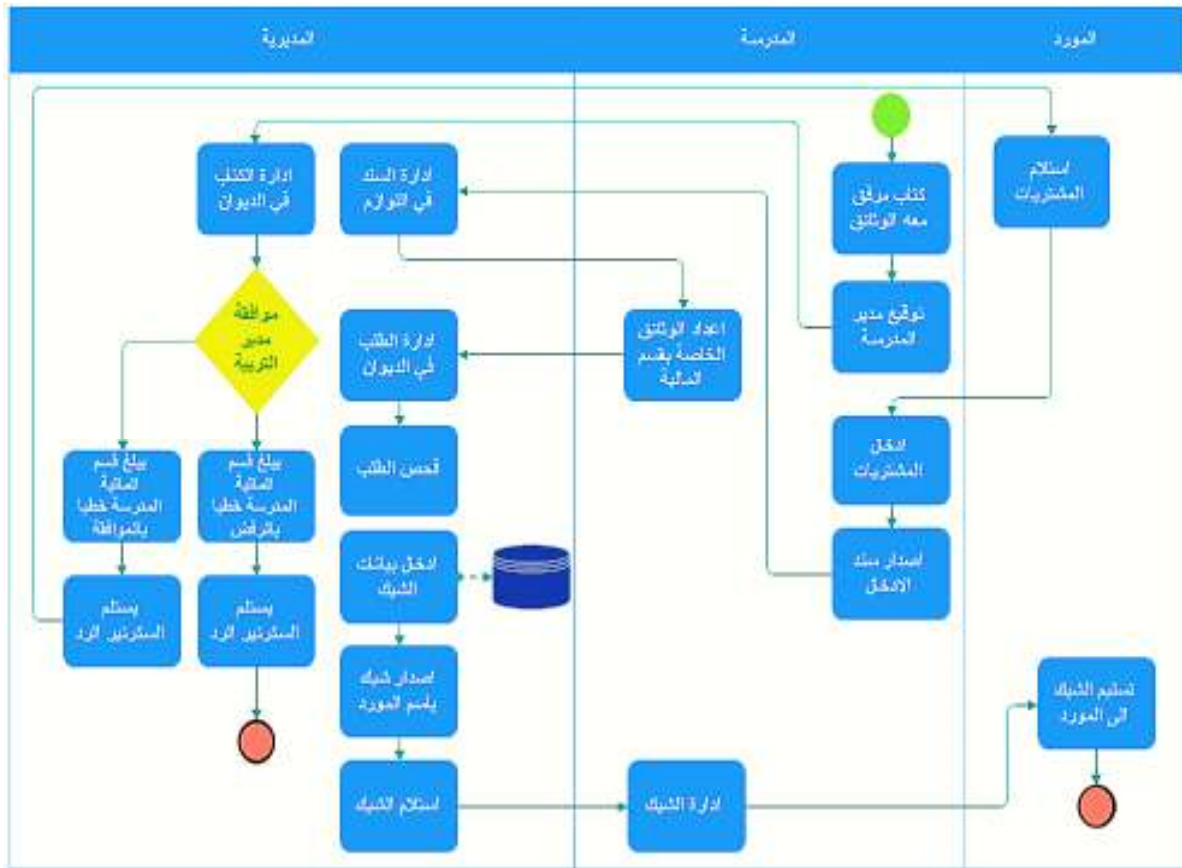 المورد
المدرسة
المديرية
استلام
المشتريات
كتاب مرفق
معه الوثائق
توقيع مدير
المدرسة
ادخال
المشتريات
اصدار سند
الادخال
ادارة السند
في اللوازم
ادارة الكتاب
في الديوان
موافقة
مدير
التربية
اعداد الوثائق
الخاصة بقسم
المالية
ادارة الطلب
في الديوان
فحص الطلب
يبلغ قسم
المالية
المدرسة خطيا
بالرفض
يبلغ قسم
المالية
المدرسة خطيا
بالموافقة
ادخال بيانات
الشيك
يستلم
السكرتير الرد
يستلم
السكرتير الرد
اصدار شيك
باسم المورد
استلام الشيك
ادارة الشيك
تسليم الشيك
الى المورد